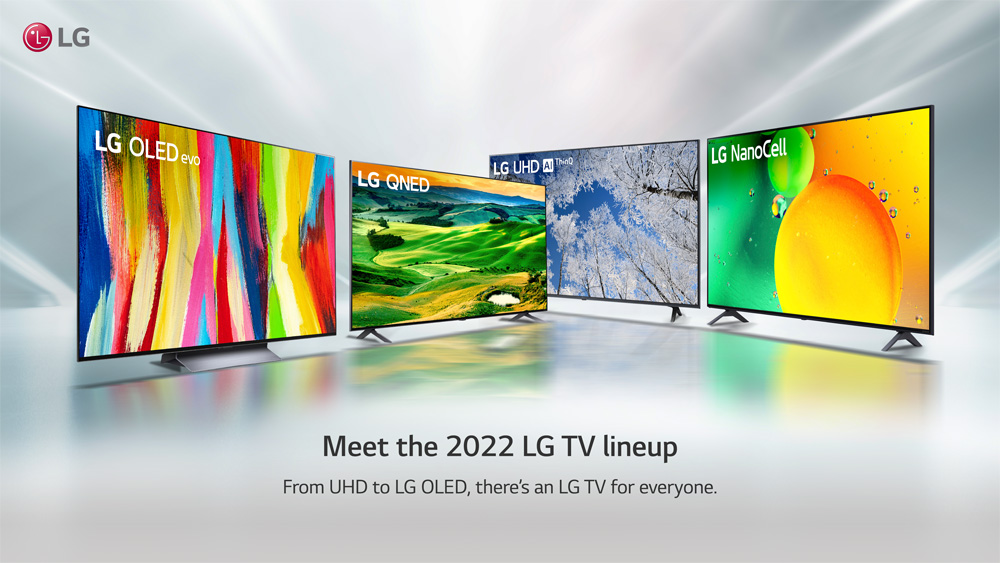 LG
LG OLED evo
LG QNED
LG UHD AI ThinQ
LG NanoCell
Meet the 2022 LG TV lineup
From UHD to LG OLED, there's an LG TV for everyone.